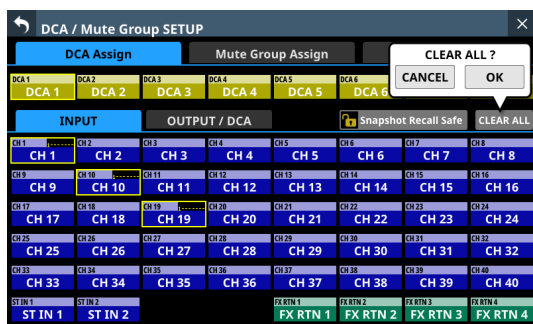 DCA / Mute Group SETUP
DCA Assign Mute Group Assign
CLEAR ALL ?
CANCEL OK
DCA 1 DCA 2 DCA 3 DCA 4 DCA 5 DCA 6
DCA 1 DCA 2 DCA 3 DCA 4 DCA 5 DCA 6
INPUT OUTPUT / DCA Snapshot Recall Safe CLEAR ALL
CH 1 1------- CH 2 CH 3 CH 4 CH 5 CH 6 CH 7 CH 8
CH 1 CH 2 CH 3 CH 4 CH 5 CH 6 CH 7 CH 8
CH 9 CH 10 1------- CH 11 CH 12 CH 13 CH 14 CH 15 CH 16
CH 9 CH 10 CH 11 CH 12 CH 13 CH 14 CH 15 CH 16
CH 17 CH 18 CH 19 1------- CH 20 CH 21 CH 22 CH 23 CH 24
CH 17 CH 18 CH 19 CH 20 CH 21 CH 22 CH 23 CH 24
CH 25 CH 26 CH 27 CH 28 CH 29 CH 30 CH 31 CH 32
CH 25 CH 26 CH 27 CH 28 CH 29 CH 30 CH 31 CH 32
CH 33 CH 34 CH 35 CH 36 CH 37 CH 38 CH 39 CH 40
CH 33 CH 34 CH 35 CH 36 CH 37 CH 38 CH 39 CH 40
ST IN 1 ST IN 2 FX RTN 1 FX RTN 2 FX RTN 3 FX RTN 4
ST IN 1 ST IN 2 FX RTN 1 FX RTN 2 FX RTN 3 FX RTN 4